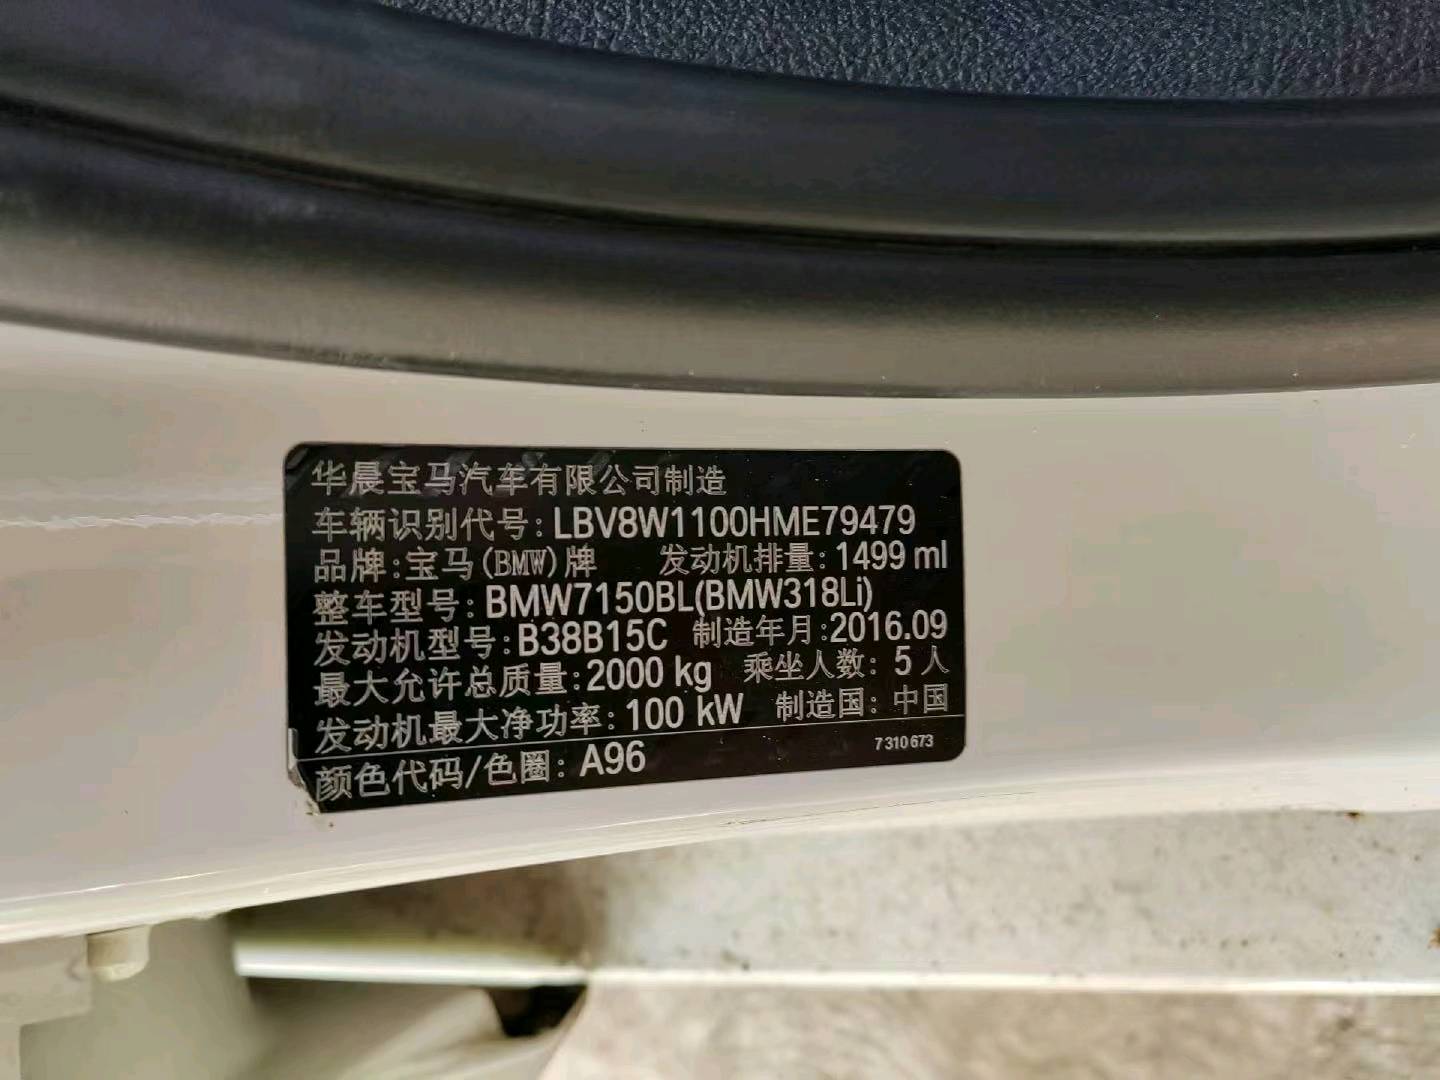 华晨宝马汽车有限公司制造
车辆识别代号: LBV8W1100HME79479
品牌:宝马(BMW)牌 发动机排量: 1499 ml
整车型号: BMW7150BL(BMW318Li)
发动机型号: B38B15C 制造年月:2016.09
最大允许总质量: 2000 kg 乘坐人数: 5 人
发动机最大净功率: 100 kW 制造国: 中国
颜色代码/色圈: A96 7 310 673